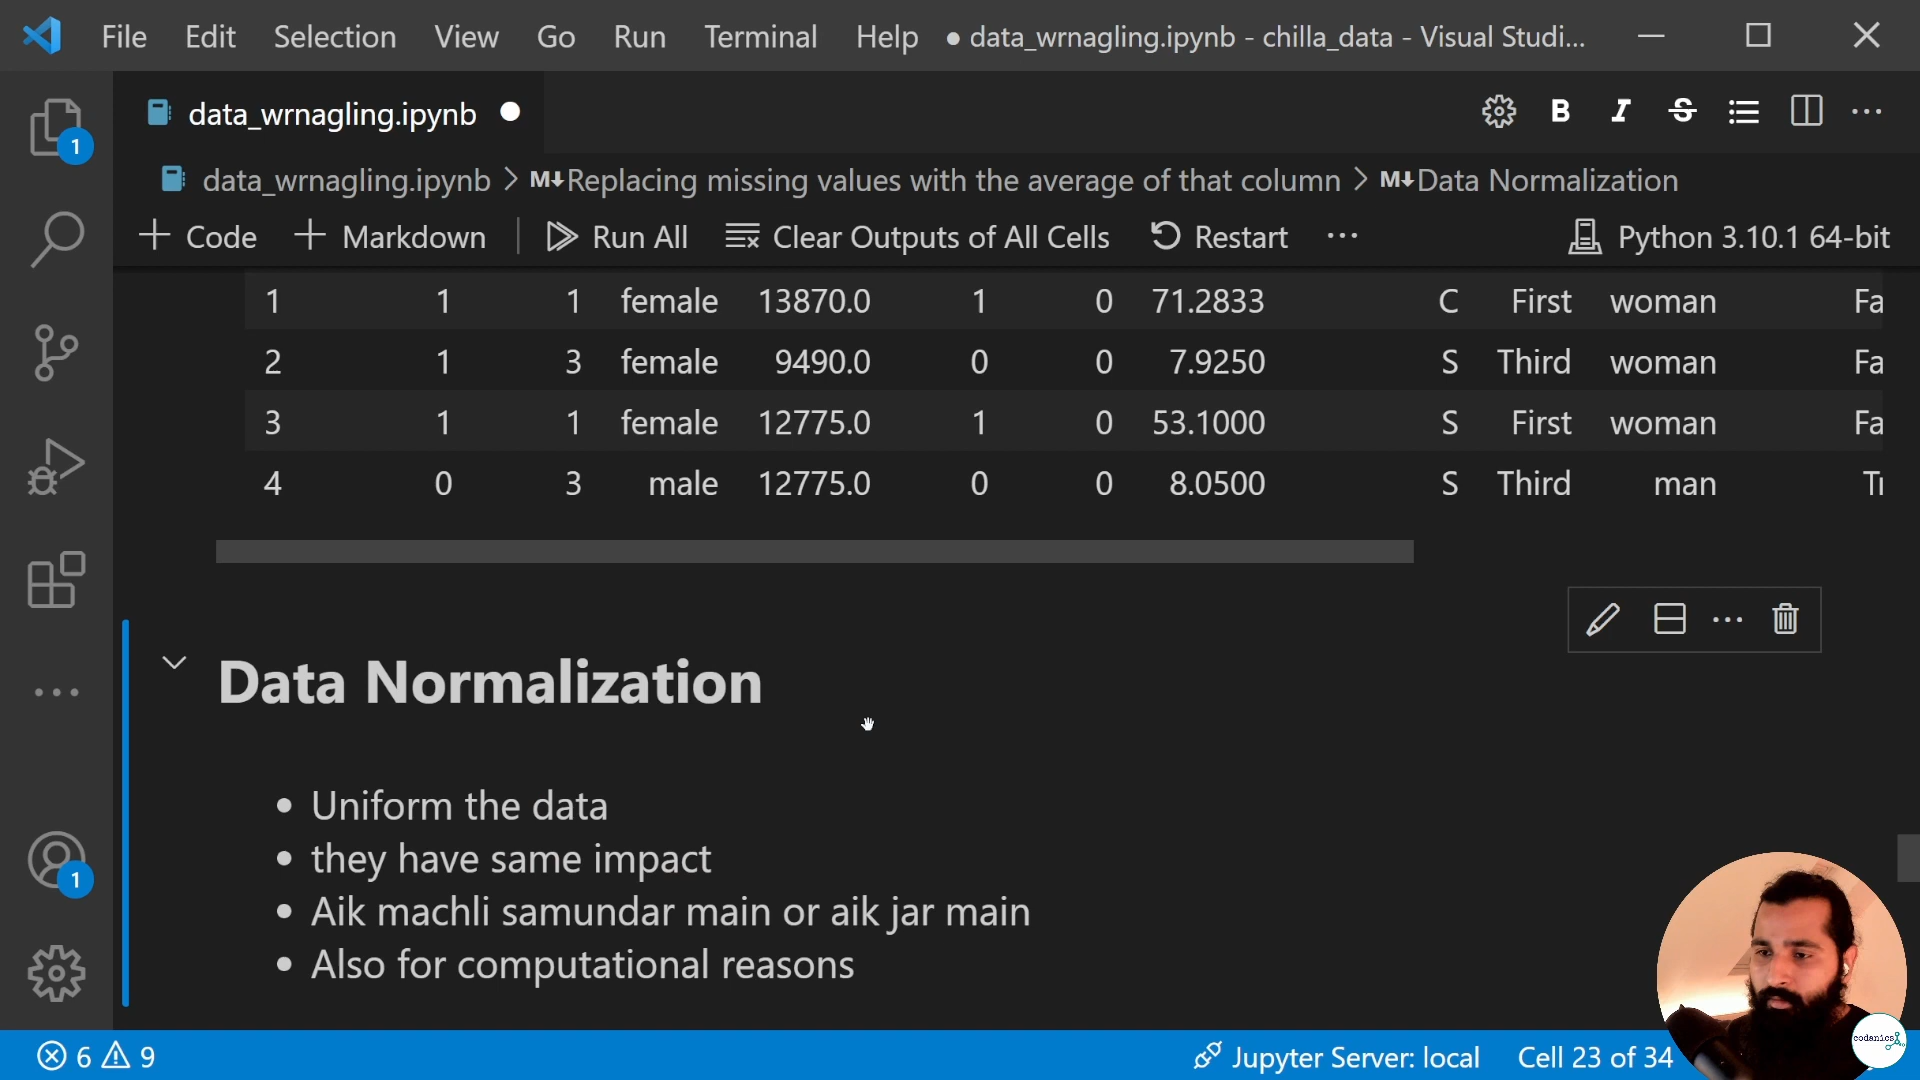 File Edit Selection View Go Run Terminal Help ● data_wrnagling.ipynb - chilla_data - Visual Studi...
data_wrnagling.ipynb
1
data_wrnagling.ipynb > M↓Replacing missing values with the average of that column > M↓Data Normalization
+ Code + Markdown Run All Clear Outputs of All Cells Restart ... Python 3.10.1 64-bit
1 1 1 female 13870.0 1 0 71.2833 C First woman Fa
2 1 3 female 9490.0 0 0 7.9250 S Third woman Fa
3 1 1 female 12775.0 1 0 53.1000 S First woman Fa
4 0 3 male 12775.0 0 0 8.0500 S Third man Tr
Data Normalization
• Uniform the data
• they have same impact
• Aik machli samundar main or aik jar main
• Also for computational reasons
1
6 9 Jupyter Server: local Cell 23 of 34
codanics